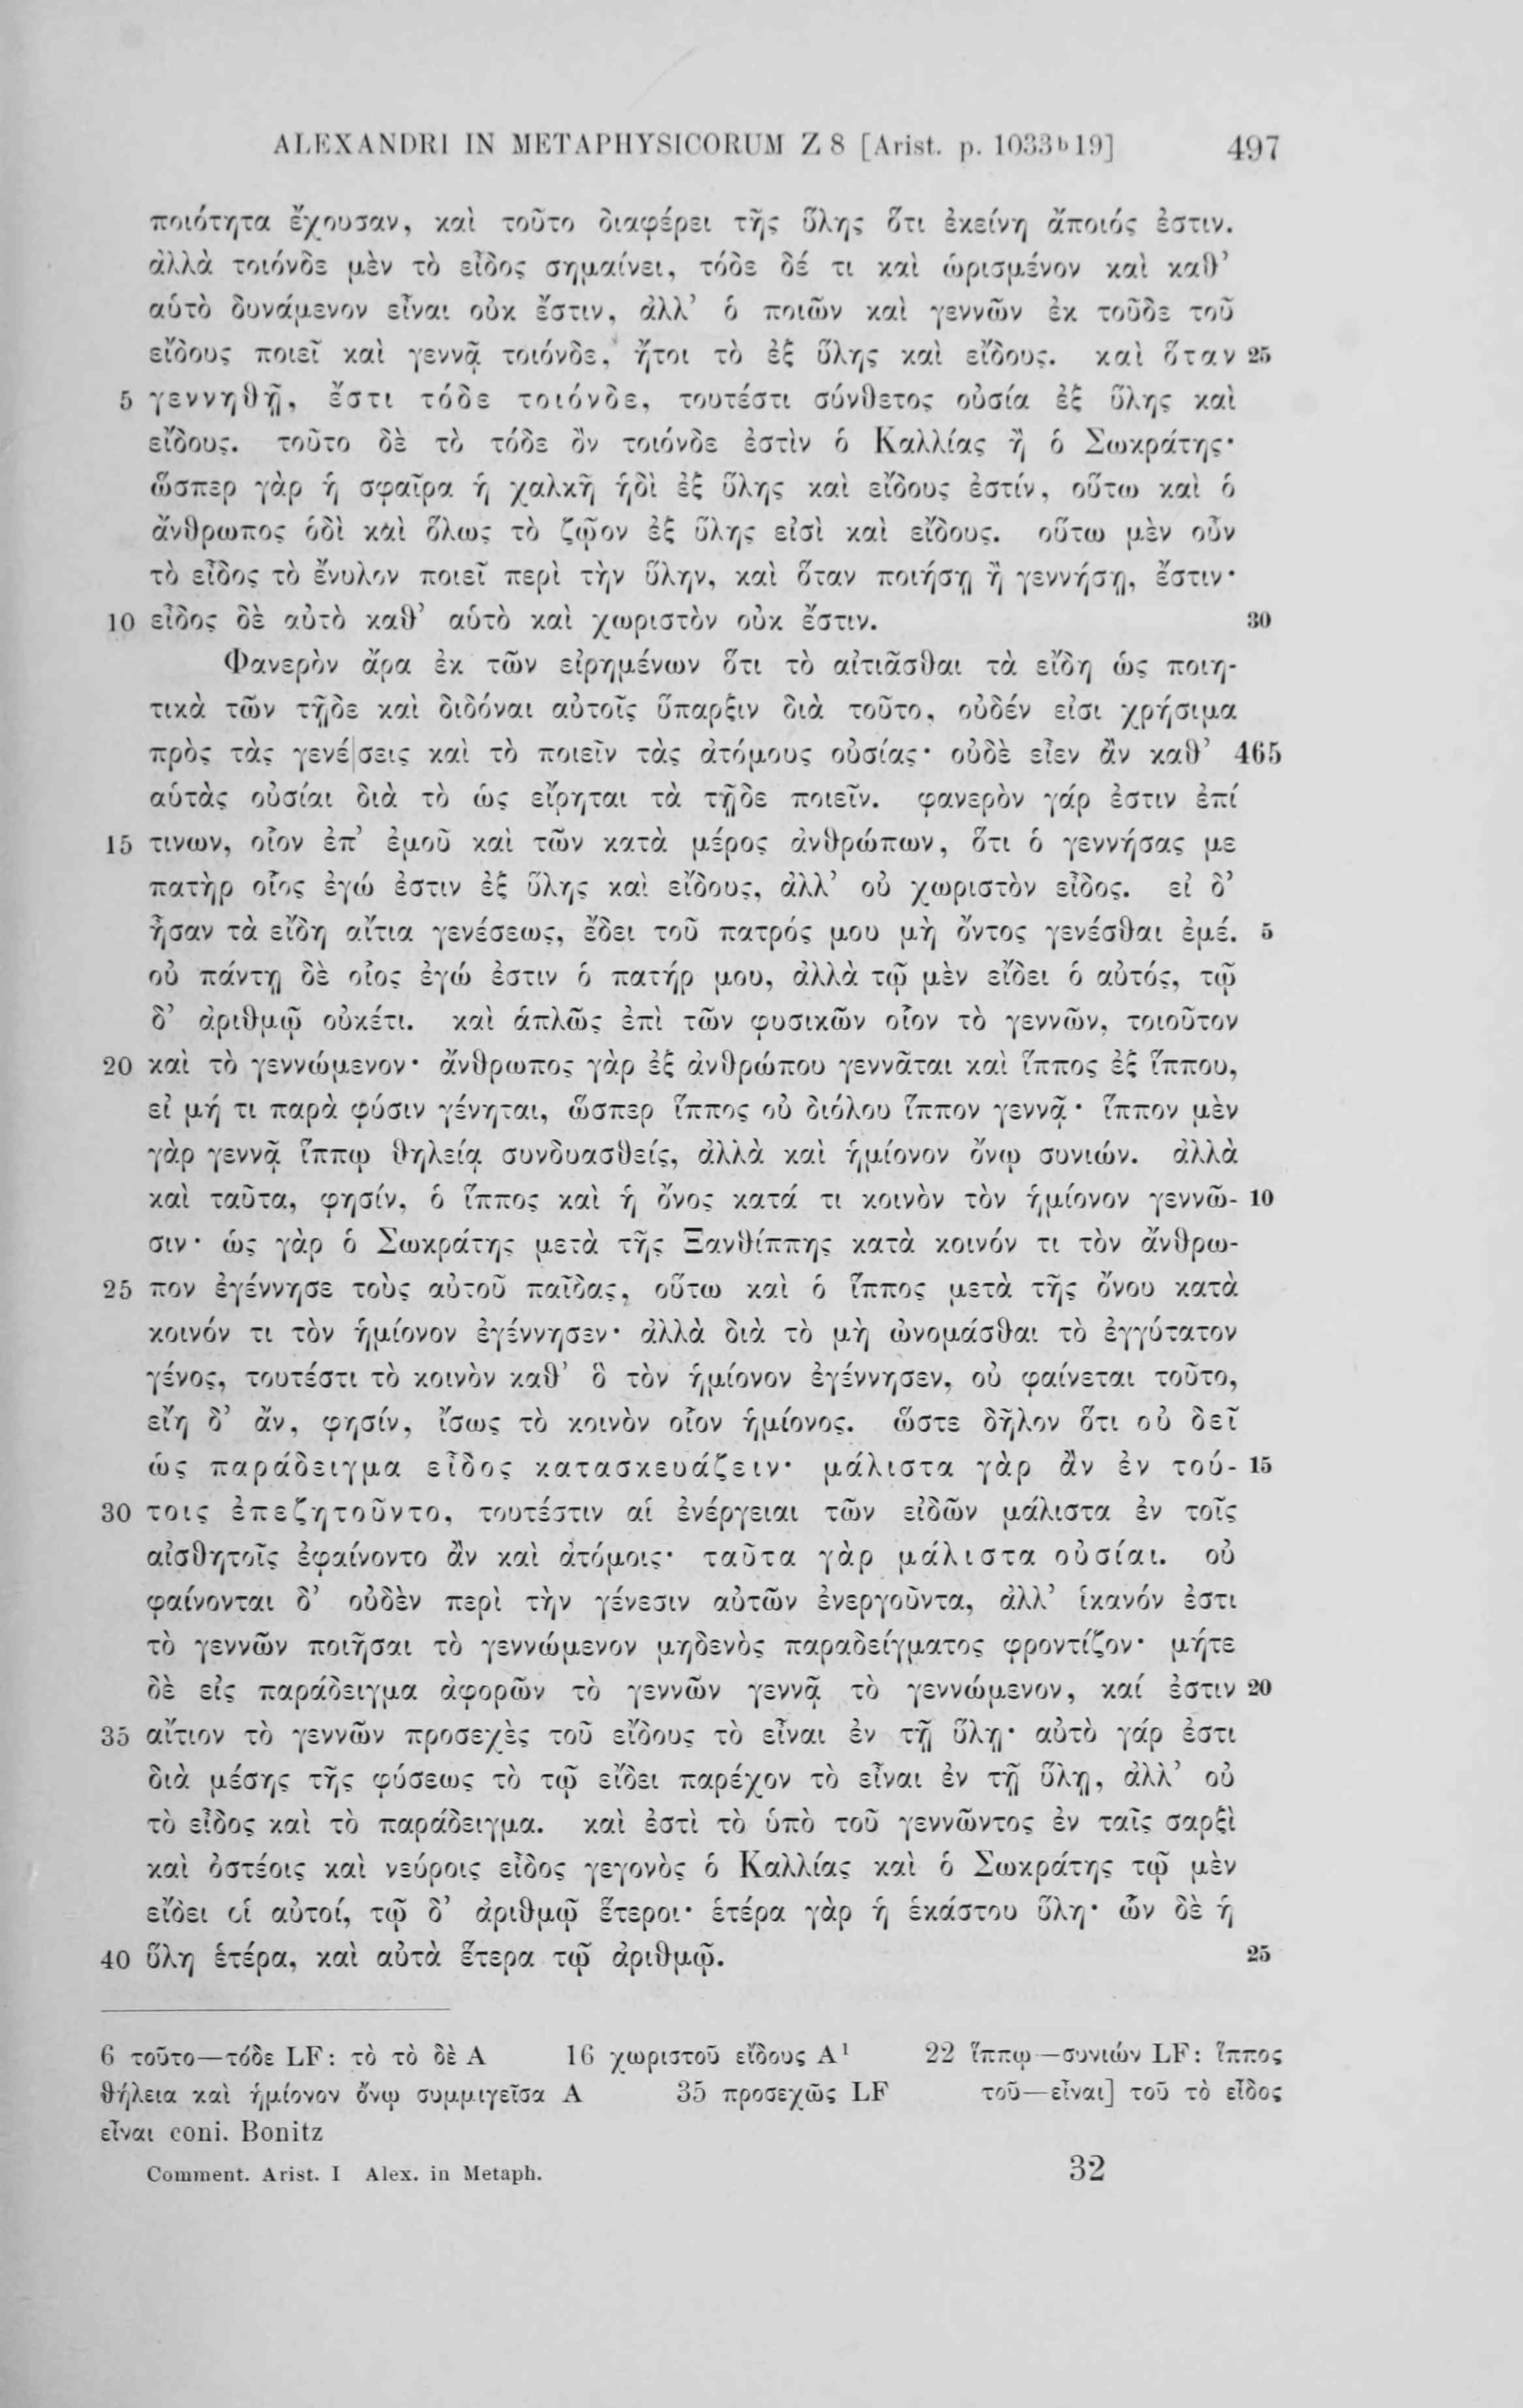 ALEXANDRI IN METAPHYSICORUM Z 8 [Arist. p. 1033b19] 497
ποιότητα ἔχουσαν, καὶ τοῦτο διαφέρει τῆς ὕλης ὅτι ἐκείνη ἄποιός ἐστιν.
ἀλλὰ τοιόνδε μὲν τὸ εἶδος σημαίνει, τόδε δέ τι καὶ ὡρισμένον καὶ καθ’
αὑτὸ δυνάμενον εἶναι οὐκ ἔστιν, ἀλλ’ ὁ ποιῶν καὶ γεννῶν ἐκ τοῦδε τοῦ
εἴδους ποιεῖ καὶ γεννᾷ τοιόνδε, ἤτοι τὸ ἐξ ὕλης καὶ εἴδους. καὶ ὅταν 25
5 γεννηθῇ, ἔστι τόδε τοιόνδε, τουτέστι σύνθετος οὐσία ἐξ ὕλης καὶ
εἴδους. τοῦτο δὲ τὸ τόδε ὂν τοιόνδε ἐστὶν ὁ Καλλίας ἢ ὁ Σωκράτης·
ὥσπερ γὰρ ἡ σφαῖρα ἡ χαλκῆ ἡδὶ ἐξ ὕλης καὶ εἴδους ἐστίν, οὕτω καὶ ὁ
ἄνθρωπος ὁδὶ καὶ ὅλως τὸ ζῷον ἐξ ὕλης εἰσὶ καὶ εἴδους. οὕτω μὲν οὖν
τὸ εἶδος τὸ ἔνυλον ποιεῖ περὶ τὴν ὕλην, καὶ ὅταν ποιήσῃ ἢ γεννήσῃ, ἔστιν·
10 εἶδος δὲ αὐτὸ καθ’ αὑτὸ καὶ χωριστὸν οὐκ ἔστιν. 30
Φανερὸν ἄρα ἐκ τῶν εἰρημένων ὅτι τὸ αἰτιᾶσθαι τὰ εἴδη ὡς ποιη-
τικὰ τῶν τῇδε καὶ διδόναι αὐτοῖς ὕπαρξιν διὰ τοῦτο, οὐδέν εἰσι χρήσιμα
πρὸς τὰς γενέ|σεις καὶ τὸ ποιεῖν τὰς ἀτόμους οὐσίας· οὐδὲ εἶεν ἂν καθ’ 465
αὑτὰς οὐσίαι διὰ τὸ ὡς εἴρηται τὰ τῇδε ποιεῖν. φανερὸν γάρ ἐστιν ἐπί
15 τινων, οἷον ἐπ’ ἐμοῦ καὶ τῶν κατὰ μέρος ἀνθρώπων, ὅτι ὁ γεννήσας με
πατὴρ οἷος ἐγώ ἐστιν ἐξ ὕλης καὶ εἴδους, ἀλλ’ οὐ χωριστὸν εἶδος. εἰ δ’
ἦσαν τὰ εἴδη αἴτια γενέσεως, ἔδει τοῦ πατρός μου μὴ ὄντος γενέσθαι ἐμέ. 5
οὐ πάντῃ δὲ οἷος ἐγώ ἐστιν ὁ πατήρ μου, ἀλλὰ τῷ μὲν εἴδει ὁ αὐτός, τῷ
δ’ ἀριθμῷ οὐκέτι. καὶ ἁπλῶς ἐπὶ τῶν φυσικῶν οἷον τὸ γεννῶν, τοιοῦτον
20 καὶ τὸ γεννώμενον· ἄνθρωπος γὰρ ἐξ ἀνθρώπου γεννᾶται καὶ ἵππος ἐξ ἵππου,
εἰ μή τι παρὰ φύσιν γένηται, ὥσπερ ἵππος οὐ διόλου ἵππον γεννᾷ· ἵππον μὲν
γὰρ γεννᾷ ἵππῳ θηλείᾳ συνδυασθείς, ἀλλὰ καὶ ἡμίονον ὄνῳ συνιών. ἀλλὰ
καὶ ταῦτα, φησίν, ὁ ἵππος καὶ ἡ ὄνος κατά τι κοινὸν τὸν ἡμίονον γεννῶ- 10
σιν· ὡς γὰρ ὁ Σωκράτης μετὰ τῆς Ξανθίππης κατὰ κοινόν τι τὸν ἄνθρω-
25 πον ἐγέννησε τοὺς αὑτοῦ παῖδας, οὕτω καὶ ὁ ἵππος μετὰ τῆς ὄνου κατὰ
κοινόν τι τὸν ἡμίονον ἐγέννησεν· ἀλλὰ διὰ τὸ μὴ ὠνομάσθαι τὸ ἐγγύτατον
γένος, τουτέστι τὸ κοινὸν καθ’ ὃ τὸν ἡμίονον ἐγέννησεν, οὐ φαίνεται τοῦτο,
εἴη δ’ ἄν, φησίν, ἴσως τὸ κοινὸν οἷον ἡμίονος. ὥστε δῆλον ὅτι οὐ δεῖ
ὡς παράδειγμα εἶδος κατασκευάζειν· μάλιστα γὰρ ἂν ἐν τού- 15
30 τοις ἐπεζητοῦντο, τουτέστιν αἱ ἐνέργειαι τῶν εἰδῶν μάλιστα ἐν τοῖς
αἰσθητοῖς ἐφαίνοντο ἂν καὶ ἀτόμοις· ταῦτα γὰρ μάλιστα οὐσίαι. οὐ
φαίνονται δ’ οὐδὲν περὶ τὴν γένεσιν αὐτῶν ἐνεργοῦντα, ἀλλ’ ἱκανόν ἐστι
τὸ γεννῶν ποιῆσαι τὸ γεννώμενον μηδενὸς παραδείγματος φροντίζον· μήτε
δὲ εἰς παράδειγμα ἀφορῶν τὸ γεννῶν γεννᾷ τὸ γεννώμενον, καί ἐστιν 20
35 αἴτιον τὸ γεννῶν προσεχὲς τοῦ εἴδους τὸ εἶναι ἐν τῇ ὕλῃ· αὐτὸ γάρ ἐστι
διὰ μέσης τῆς φύσεως τὸ τῷ εἴδει παρέχον τὸ εἶναι ἐν τῇ ὕλῃ, ἀλλ’ οὐ
τὸ εἶδος καὶ τὸ παράδειγμα. καὶ ἐστὶ τὸ ὑπὸ τοῦ γεννῶντος ἐν ταῖς σαρξὶ
καὶ ὀστέοις καὶ νεύροις εἶδος γεγονὸς ὁ Καλλίας καὶ ὁ Σωκράτης τῷ μὲν
εἴδει οἱ αὐτοί, τῷ δ’ ἀριθμῷ ἕτεροι· ἑτέρα γὰρ ἡ ἑκάστου ὕλη· ὧν δὲ ἡ
40 ὕλη ἑτέρα, καὶ αὐτὰ ἕτερα τῷ ἀριθμῷ. 25
6 τοῦτο—τόδε LF: τὸ τὸ δὲ A 16 χωριστοῦ εἴδους A¹ 22 ἵππῳ—συνιών LF: ἵππος
θήλεια καὶ ἡμίονον ὄνῳ συμμιγεῖσα A 35 προσεχῶς LF τοῦ—εἶναι] τοῦ τὸ εἶδος
εἶναι coni. Bonitz
Comment. Arist. I Alex. in Metaph. 32